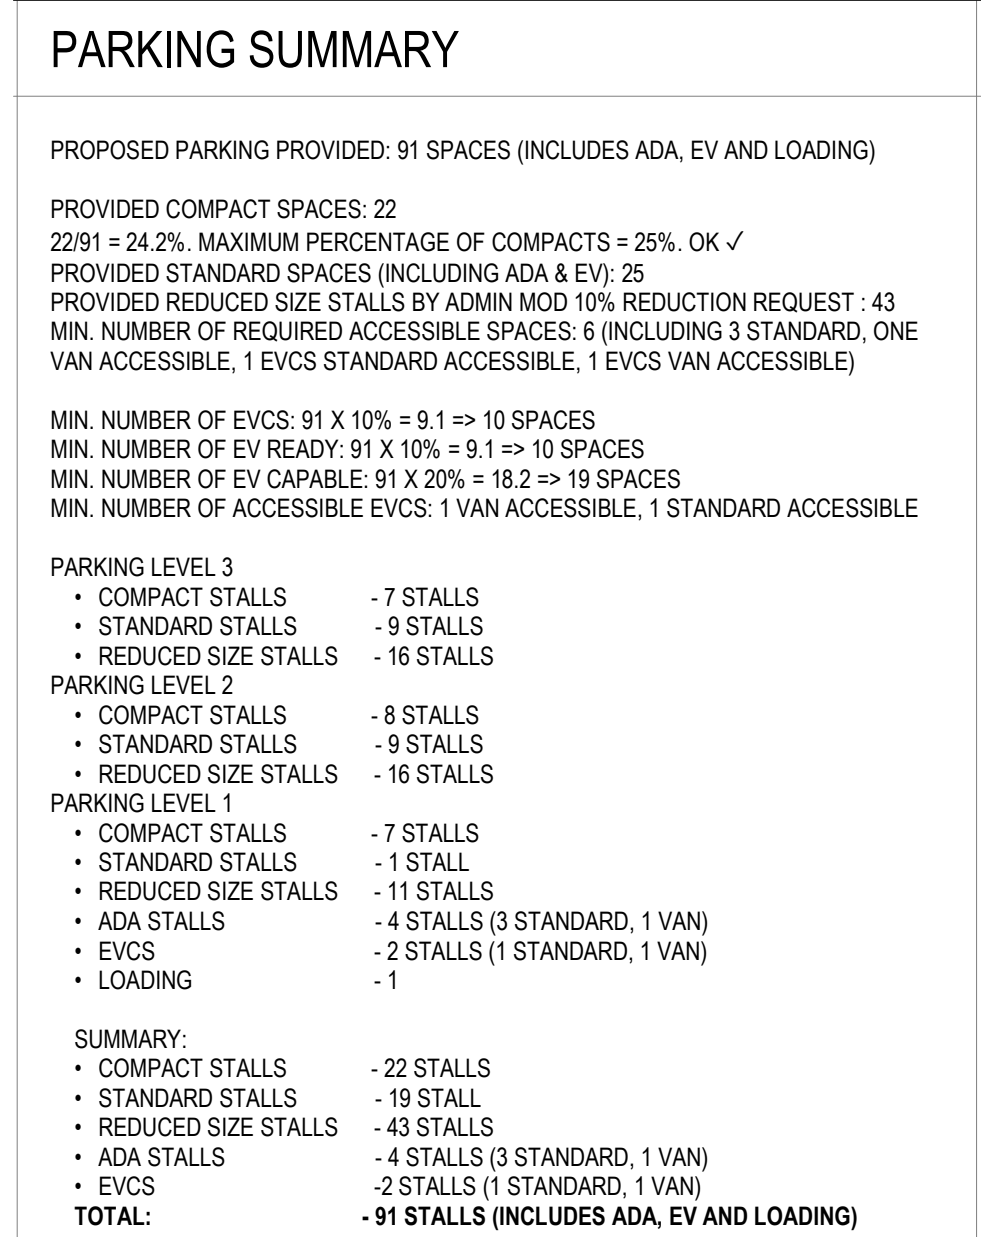 PARKING SUMMARY
PROPOSED PARKING PROVIDED: 91 SPACES (INCLUDES ADA, EV AND LOADING)
PROVIDED COMPACT SPACES: 22
22/91 = 24.2%. MAXIMUM PERCENTAGE OF COMPACTS = 25%. OK ✓
PROVIDED STANDARD SPACES (INCLUDING ADA & EV): 25
PROVIDED REDUCED SIZE STALLS BY ADMIN MOD 10% REDUCTION REQUEST : 43
MIN. NUMBER OF REQUIRED ACCESSIBLE SPACES: 6 (INCLUDING 3 STANDARD, ONE
VAN ACCESSIBLE, 1 EVCS STANDARD ACCESSIBLE, 1 EVCS VAN ACCESSIBLE)
MIN. NUMBER OF EVCS: 91 X 10% = 9.1 => 10 SPACES
MIN. NUMBER OF EV READY: 91 X 10% = 9.1 => 10 SPACES
MIN. NUMBER OF EV CAPABLE: 91 X 20% = 18.2 => 19 SPACES
MIN. NUMBER OF ACCESSIBLE EVCS: 1 VAN ACCESSIBLE, 1 STANDARD ACCESSIBLE
PARKING LEVEL 3
• COMPACT STALLS - 7 STALLS
• STANDARD STALLS - 9 STALLS
• REDUCED SIZE STALLS - 16 STALLS
PARKING LEVEL 2
• COMPACT STALLS - 8 STALLS
• STANDARD STALLS - 9 STALLS
• REDUCED SIZE STALLS - 16 STALLS
PARKING LEVEL 1
• COMPACT STALLS - 7 STALLS
• STANDARD STALLS - 1 STALL
• REDUCED SIZE STALLS - 11 STALLS
• ADA STALLS - 4 STALLS (3 STANDARD, 1 VAN)
• EVCS - 2 STALLS (1 STANDARD, 1 VAN)
• LOADING - 1
SUMMARY:
• COMPACT STALLS - 22 STALLS
• STANDARD STALLS - 19 STALL
• REDUCED SIZE STALLS - 43 STALLS
• ADA STALLS - 4 STALLS (3 STANDARD, 1 VAN)
• EVCS -2 STALLS (1 STANDARD, 1 VAN)
TOTAL: - 91 STALLS (INCLUDES ADA, EV AND LOADING)